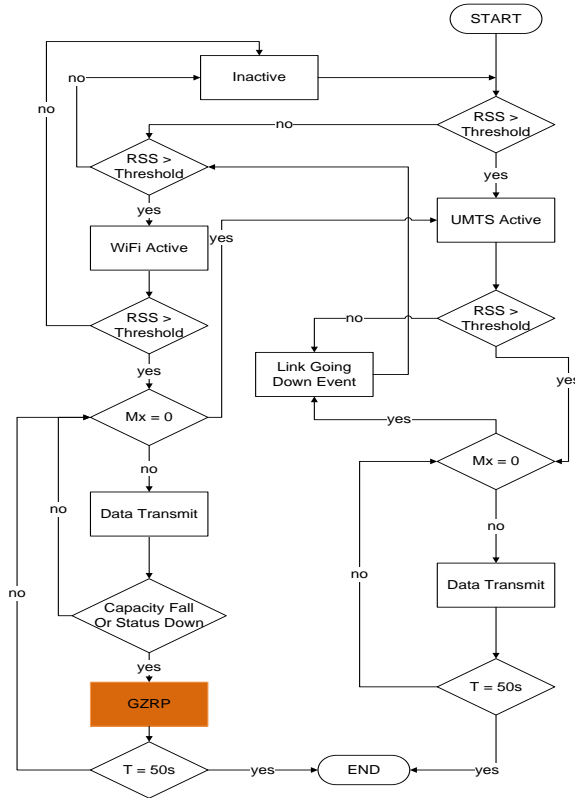 START
Inactive
no
no
no
RSS >
Threshold
RSS >
Threshold
yes
yes
WiFi Active
yes
UMTS Active
RSS >
Threshold
no
RSS >
Threshold
yes
Link Going
Down Event
yes
yes
Mx = 0
Mx = 0
no
no
no
Data Transmit
no
Data Transmit
no
Capacity Fall
Or Status Down
yes
GZRP
T = 50s
T = 50s
yes
END
yes